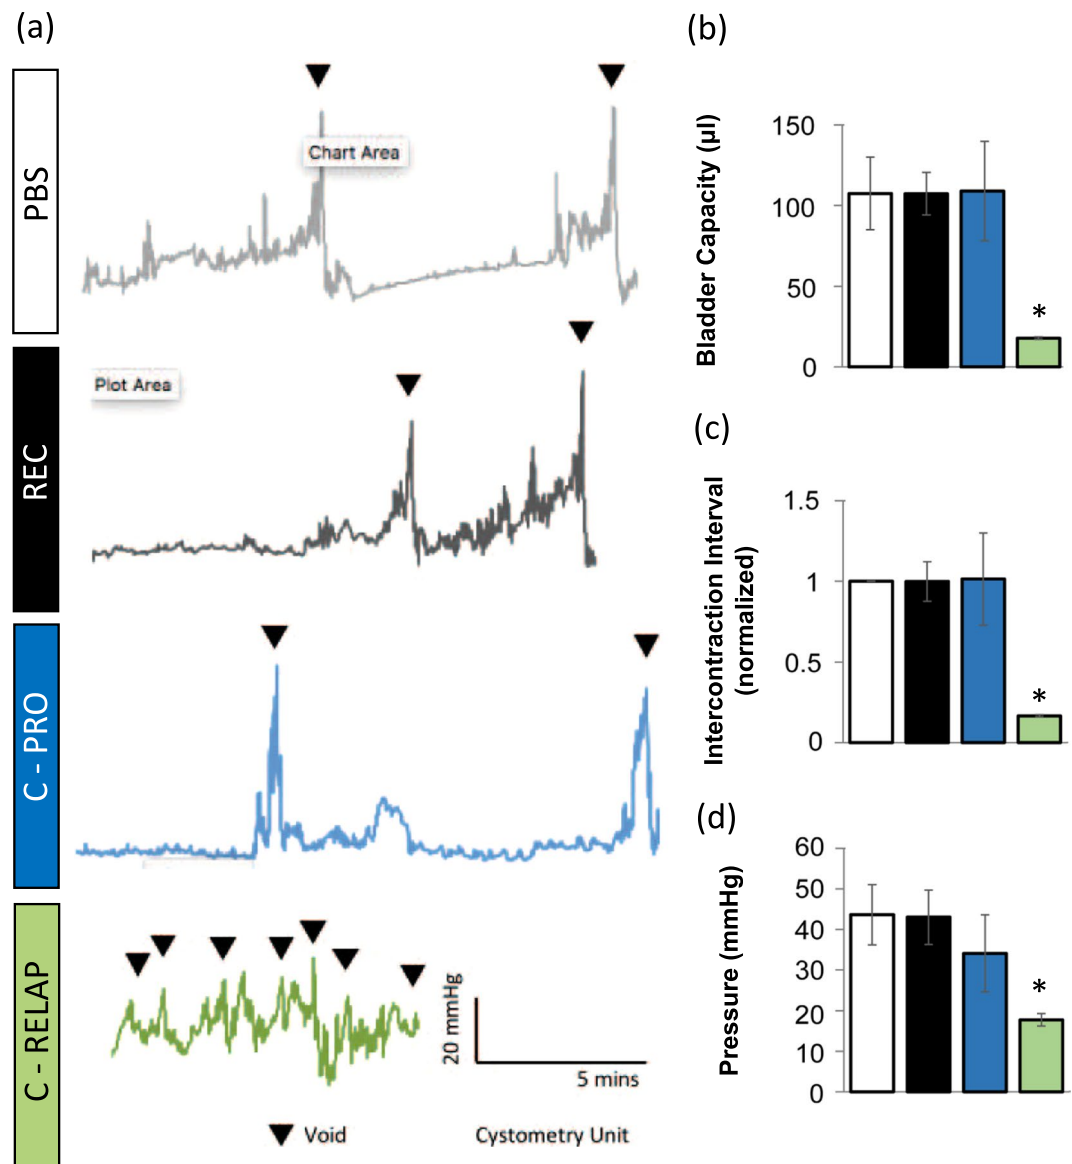 (a)
PBS
Chart Area
REC
Plot Area
C - PRO
C - RELAP
20 mmHg
5 mins
Void
Cystometry Unit
(b)
Bladder Capacity (µl)
150
100
50
0
*
(c)
Intercontraction Interval
(normalized)
1.5
1
0.5
0
*
(d)
Pressure (mmHg)
60
50
40
30
20
10
0
*